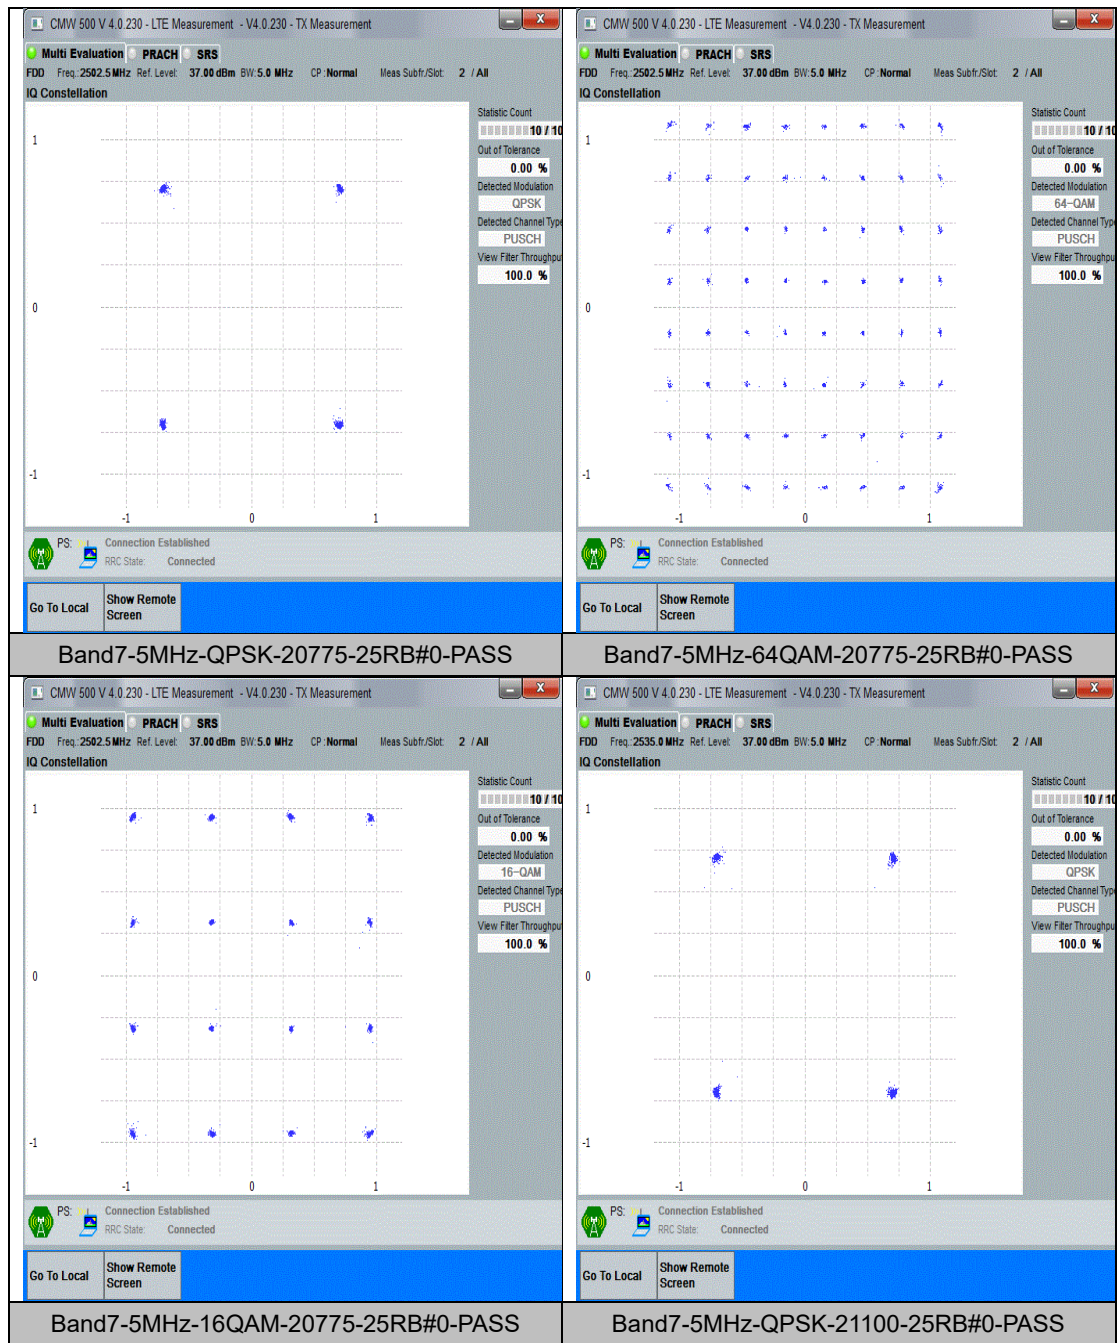 CMW 500 V 4.0.230 - LTE Measurement - V4.0.230 - TX Measurement
Multi Evaluation PRACH SRS
FDD Freq.:2502.5 MHz Ref. Level: 37.00 dBm BW:5.0 MHz CP :Normal Meas Subfr./Slot: 2 / All
IQ Constellation
Statistic Count
10 / 10
Out of Tolerance
0.00 %
Detected Modulation
QPSK
Detected Channel Type
PUSCH
View Filter Throughput
100.0 %
1
0
-1
-1 0 1
PS: Connection Established
RRC State: Connected
Go To Local Show Remote
Screen
Band7-5MHz-QPSK-20775-25RB#0-PASS
CMW 500 V 4.0.230 - LTE Measurement - V4.0.230 - TX Measurement
Multi Evaluation PRACH SRS
FDD Freq.:2502.5 MHz Ref. Level: 37.00 dBm BW:5.0 MHz CP :Normal Meas Subfr./Slot: 2 / All
IQ Constellation
Statistic Count
10 / 10
Out of Tolerance
0.00 %
Detected Modulation
64-QAM
Detected Channel Type
PUSCH
View Filter Throughpu
100.0 %
1
0
-1
-1 0 1
PS: Connection Established
RRC State: Connected
Go To Local Show Remote
Screen
Band7-5MHz-64QAM-20775-25RB#0-PASS
CMW 500 V 4.0.230 - LTE Measurement - V4.0.230 - TX Measurement
Multi Evaluation PRACH SRS
FDD Freq.:2502.5 MHz Ref. Level: 37.00 dBm BW:5.0 MHz CP :Normal Meas Subfr./Slot: 2 / All
IQ Constellation
Statistic Count
10 / 10
Out of Tolerance
0.00 %
Detected Modulation
16-QAM
Detected Channel Type
PUSCH
View Filter Throughput
100.0 %
1
0
-1
-1 0 1
PS: Connection Established
RRC State: Connected
Go To Local Show Remote
Screen
Band7-5MHz-16QAM-20775-25RB#0-PASS
CMW 500 V 4.0.230 - LTE Measurement - V4.0.230 - TX Measurement
Multi Evaluation PRACH SRS
FDD Freq.:2535.0 MHz Ref. Level: 37.00 dBm BW:5.0 MHz CP :Normal Meas Subfr./Slot: 2 / All
IQ Constellation
Statistic Count
10 / 10
Out of Tolerance
0.00 %
Detected Modulation
QPSK
Detected Channel Type
PUSCH
View Filter Throughpu
100.0 %
1
0
-1
-1 0 1
PS: Connection Established
RRC State: Connected
Go To Local Show Remote
Screen
Band7-5MHz-QPSK-21100-25RB#0-PASS